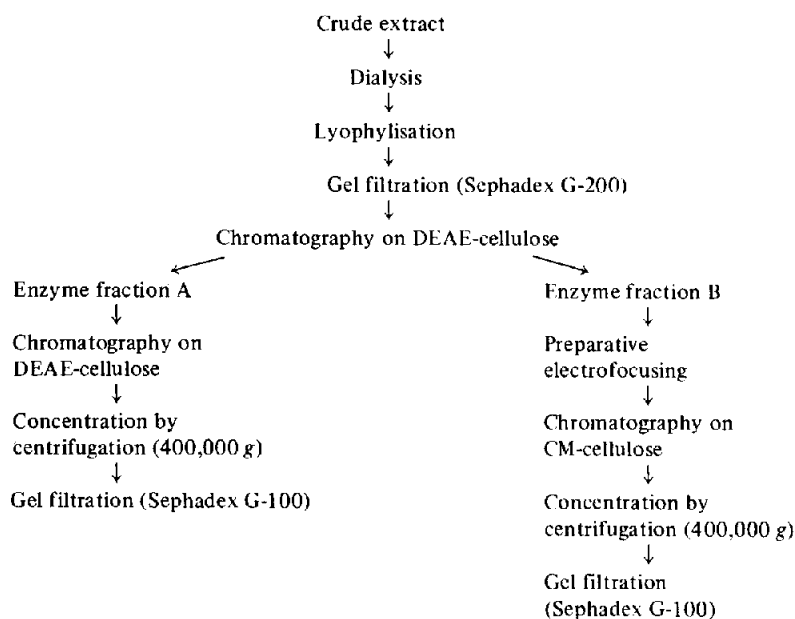 Crude extract
↓
Dialysis
↓
Lyophylisation
↓
Gel filtration (Sephadex G-200)
↓
Chromatography on DEAE-cellulose
Enzyme fraction A
↓
Chromatography on
DEAE-cellulose
↓
Concentration by
centrifugation (400,000 g)
↓
Gel filtration (Sephadex G-100)
Enzyme fraction B
↓
Preparative
electrofocusing
↓
Chromatography on
CM-cellulose
↓
Concentration by
centrifugation (400,000 g)
↓
Gel filtration
(Sephadex G-100)